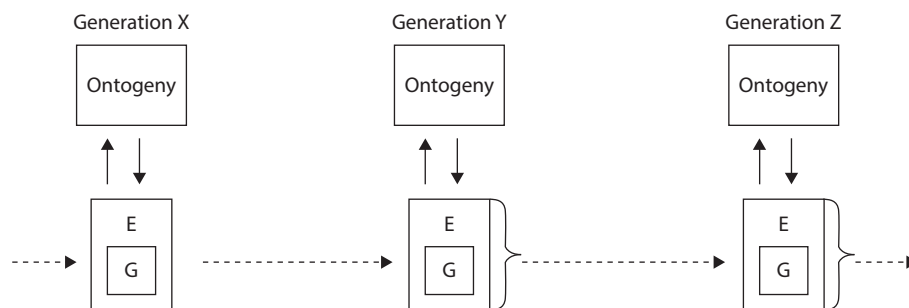 Generation X
Generation Y
Generation Z
Ontogeny
Ontogeny
Ontogeny
E
E
E
G
G
G